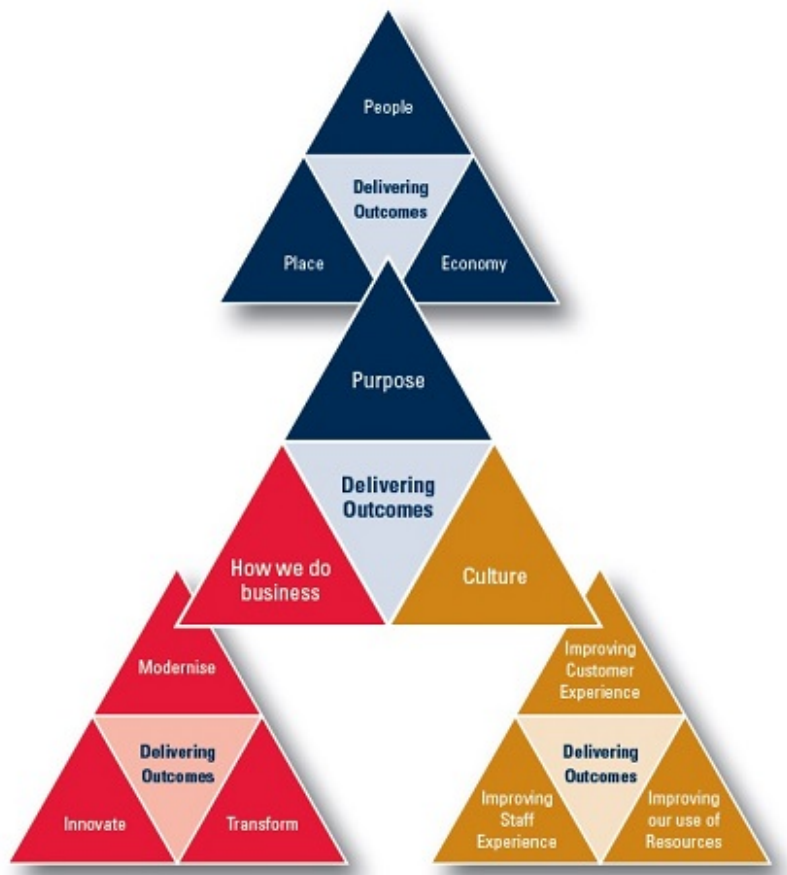 People
Delivering
Outcomes
Place
Economy
Purpose
Delivering
Outcomes
How we do
business
Culture
Modernise
Delivering
Outcomes
Innovate
Transform
Improving
Customer
Experience
Delivering
Outcomes
Improving
Staff
Experience
Improving
our use of
Resources